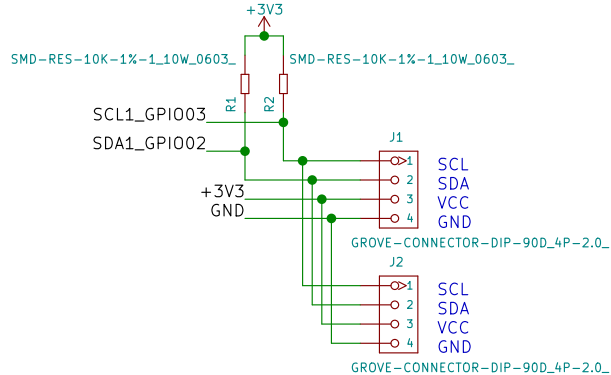 +3V3
SMD-RES-10K-1%-1_10W_0603_
SMD-RES-10K-1%-1_10W_0603_
R1
R2
SCL1_GPIO03
SDA1_GPIO02
J1
1
SCL
2
SDA
+3V3
3
VCC
GND
4
GND
GROVE-CONNECTOR-DIP-90D_4P-2.0_
J2
1
SCL
2
SDA
3
VCC
4
GND
GROVE-CONNECTOR-DIP-90D_4P-2.0_